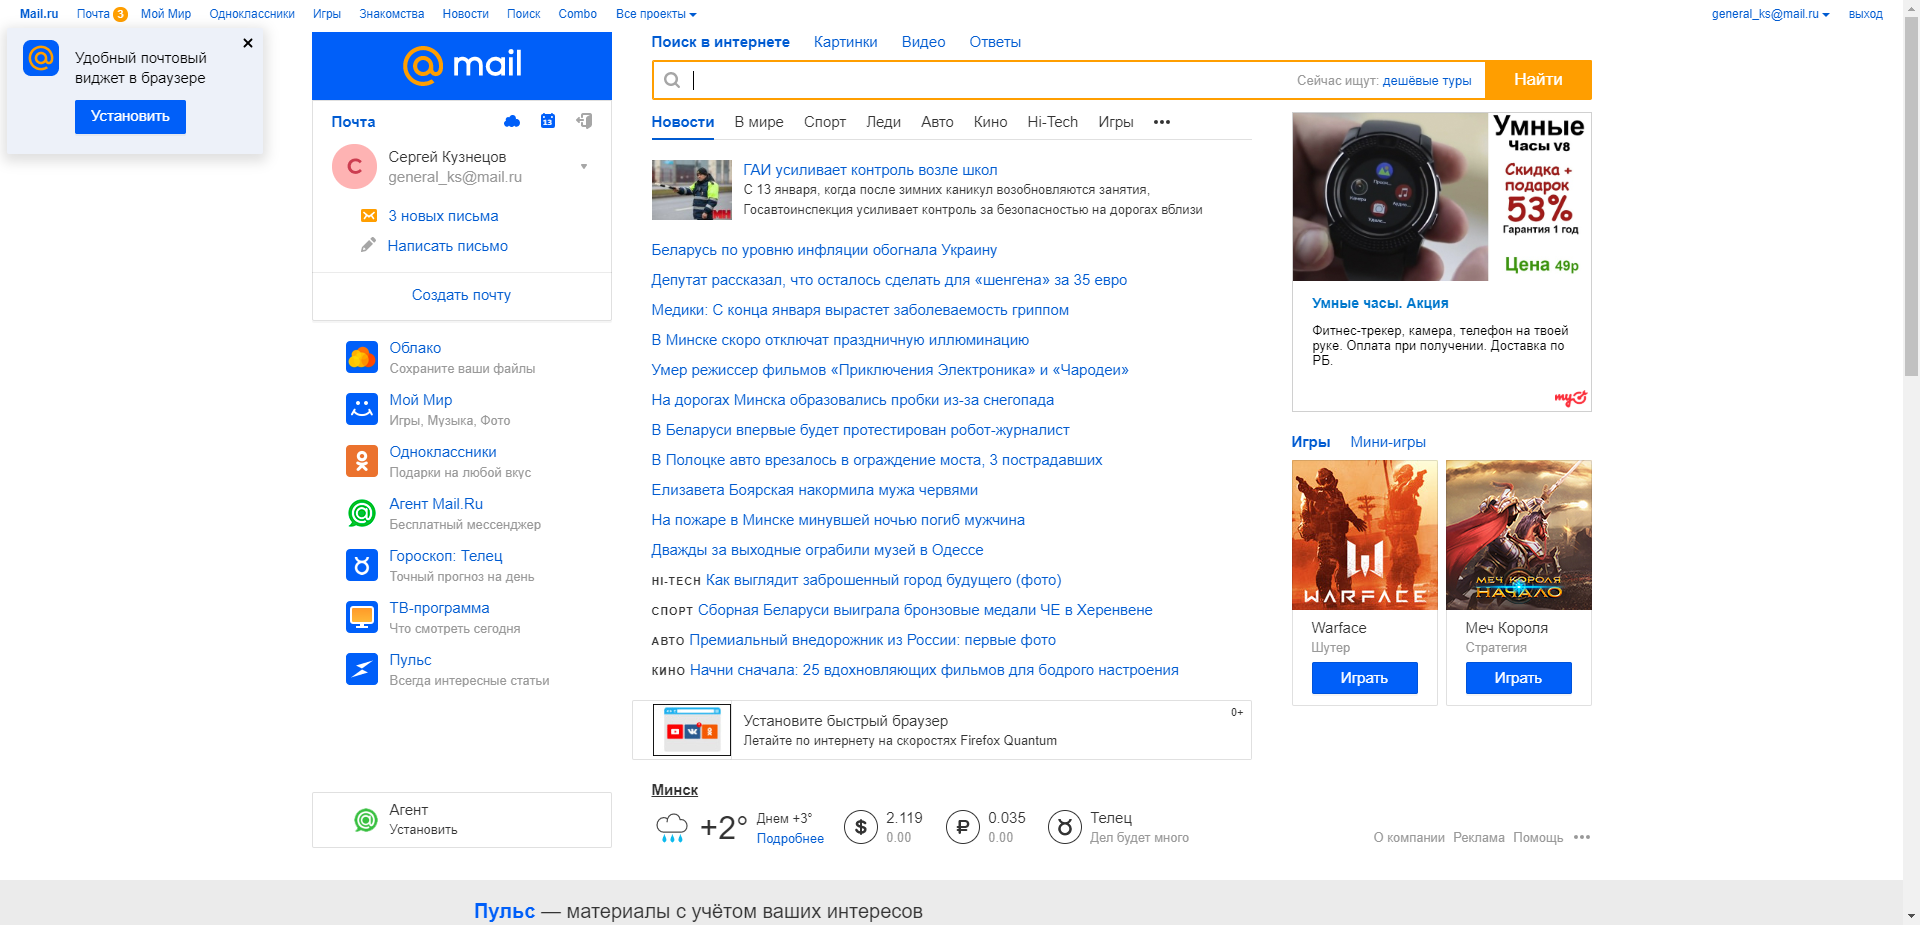 Mail.ru Почта 3 Мой Мир Одноклассники Игры Знакомства Новости Поиск Combo Все проекты general_ks@mail.ru выход
Удобный почтовый
виджет в браузере
Установить
mail
Почта
13
С
Сергей Кузнецов
general_ks@mail.ru
3 новых письма
Написать письмо
Создать почту
Облако
Сохраните ваши файлы
Мой Мир
Игры, Музыка, Фото
Одноклассники
Подарки на любой вкус
Агент Mail.Ru
Бесплатный мессенджер
Гороскоп: Телец
Точный прогноз на день
ТВ-программа
Что смотреть сегодня
Пульс
Всегда интересные статьи
Агент
Установить
Поиск в интернете Картинки Видео Ответы
Сейчас ищут: дешёвые туры Найти
Новости В мире Спорт Леди Авто Кино Hi-Tech Игры •••
ГАИ усиливает контроль возле школ
С 13 января, когда после зимних каникул возобновляются занятия,
Госавтоинспекция усиливает контроль за безопасностью на дорогах вблизи
Беларусь по уровню инфляции обогнала Украину
Депутат рассказал, что осталось сделать для «шенгена» за 35 евро
Медики: С конца января вырастет заболеваемость гриппом
В Минске скоро отключат праздничную иллюминацию
Умер режиссер фильмов «Приключения Электроника» и «Чародеи»
На дорогах Минска образовались пробки из-за снегопада
В Беларуси впервые будет протестирован робот-журналист
В Полоцке авто врезалось в ограждение моста, 3 пострадавших
Елизавета Боярская накормила мужа червями
На пожаре в Минске минувшей ночью погиб мужчина
Дважды за выходные ограбили музей в Одессе
HI-TECH Как выглядит заброшенный город будущего (фото)
СПОРТ Сборная Беларуси выиграла бронзовые медали ЧЕ в Херенвене
АВТО Премиальный внедорожник из России: первые фото
КИНО Начни сначала: 25 вдохновляющих фильмов для бодрого настроения
Установите быстрый браузер
Летайте по интернету на скоростях Firefox Quantum
0+
Минск
+2°
Днем +3°
Подробнее
$
2.119
0.00
₽
0.035
0.00
Телец
Дел будет много
Умные
Часы V8
Скидка +
подарок
53%
Гарантия 1 год
Цена 49р
Умные часы. Акция
Фитнес-трекер, камера, телефон на твоей
руке. Оплата при получении. Доставка по
РБ.
Игры Мини-игры
WARFACE
Warface
Шутер
Играть
МЕЧ КОРОЛЯ
НАЧАЛО
Меч Короля
Стратегия
Играть
О компании Реклама Помощь •••
Пульс — материалы с учётом ваших интересов